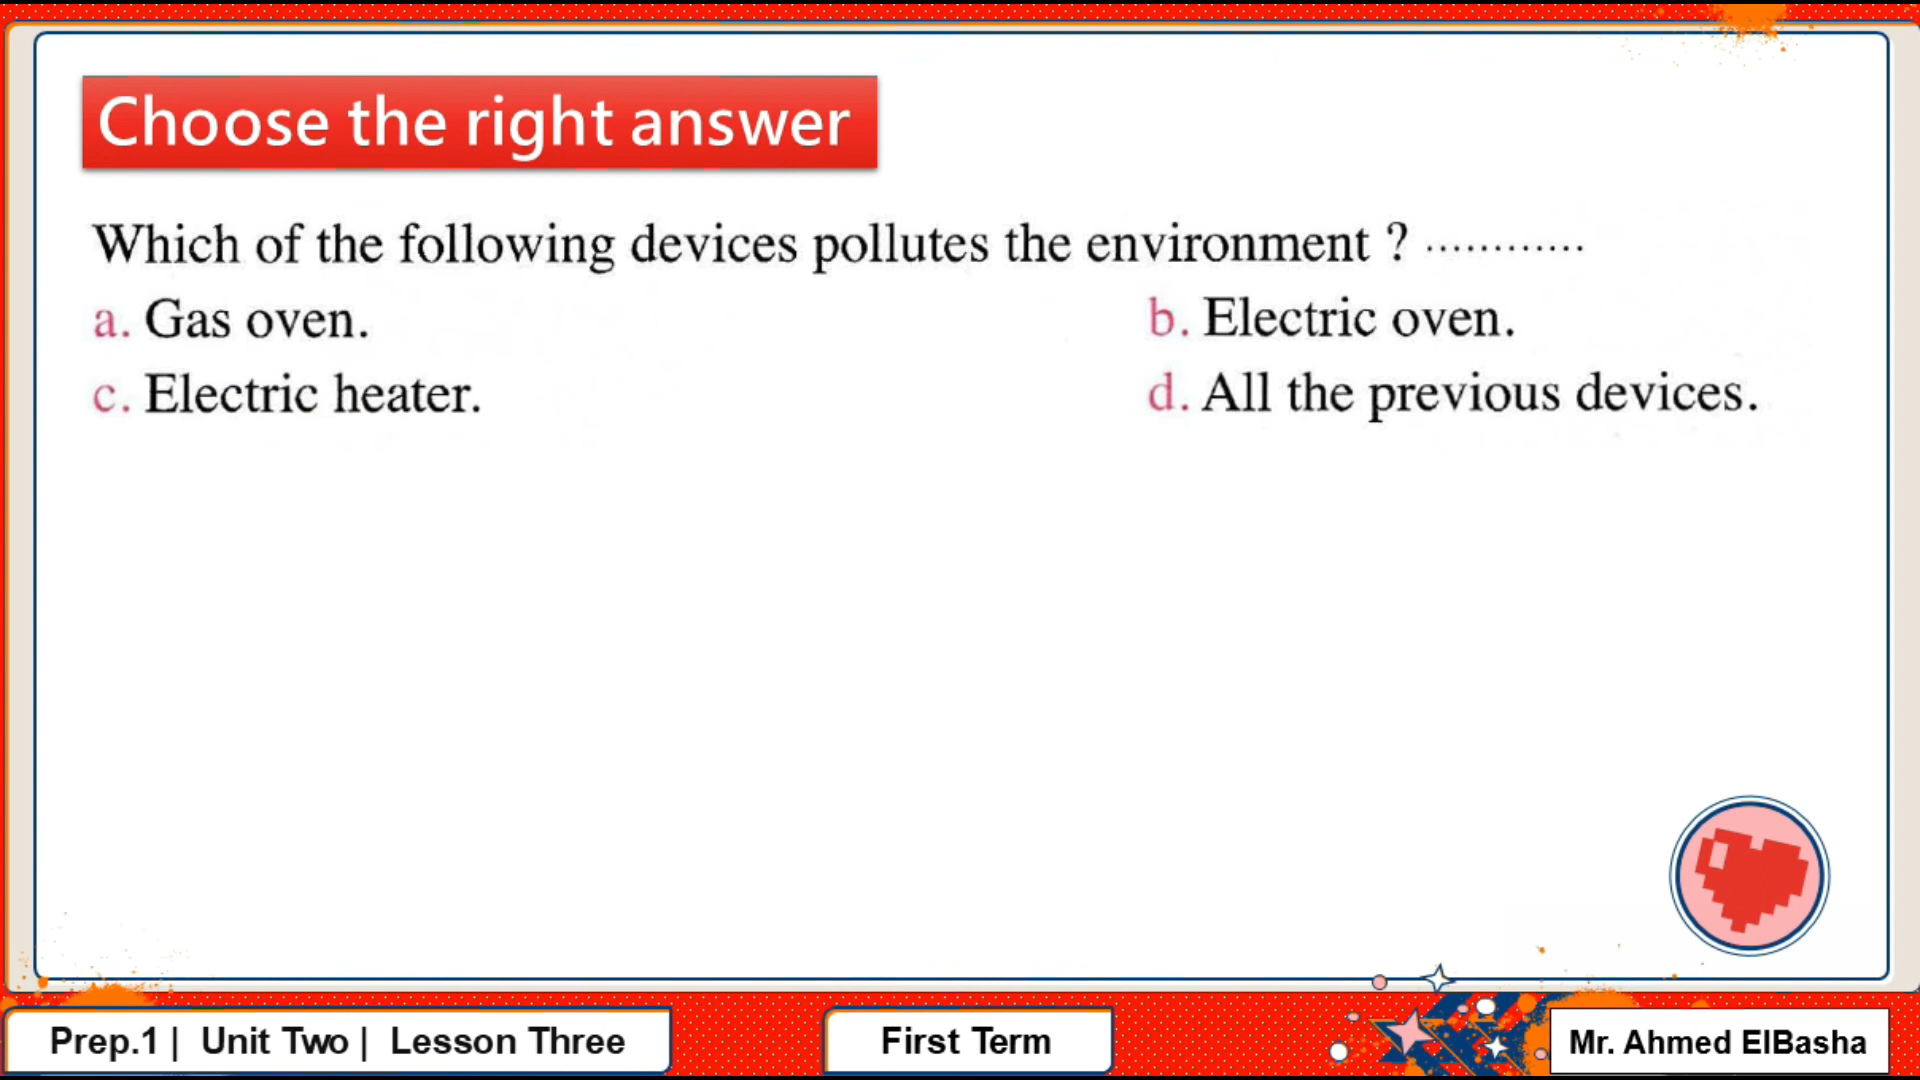 Choose the right answer
Which of the following devices pollutes the environment ? ............
a. Gas oven.
b. Electric oven.
c. Electric heater.
d. All the previous devices.
Prep.1 | Unit Two | Lesson Three
First Term
Mr. Ahmed ElBasha